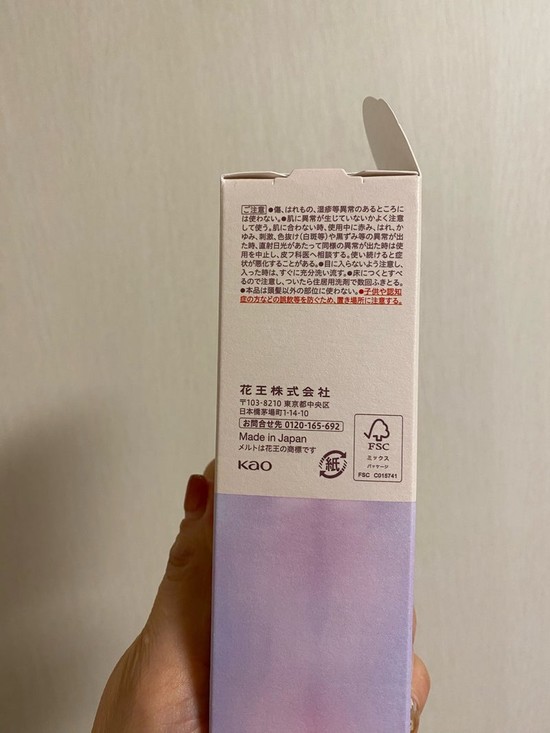 ご注意 ●傷、はれもの、湿疹等異常のあるところに
は使わない。●肌に異常が生じていないかよく注意
して使う。肌に合わない時、使用中に赤み、はれ、か
ゆみ、刺激、色抜け(白斑等)や黒ずみ等の異常が出
た時、直射日光があたって同様の異常が出た時は使
用を中止し、皮フ科医へ相談する。使い続けると症
状が悪化することがある。●目に入らないよう注意し、
入った時は、すぐに充分洗い流す。●床につくとすべ
るので注意し、ついたら住居用洗剤で数回ふきとる。
●本品は頭髪以外の部位に使わない。●子供や認知
症の方などの誤飲等を防ぐため、置き場所に注意する。
花王株式会社
〒103-8210 東京都中央区
日本橋茅場町1-14-10
お問合せ先 0120-165-692
Made in Japan
メルトは花王の商標です
Kao
紙
FSC
ミックス
パッケージ
FSC C015741